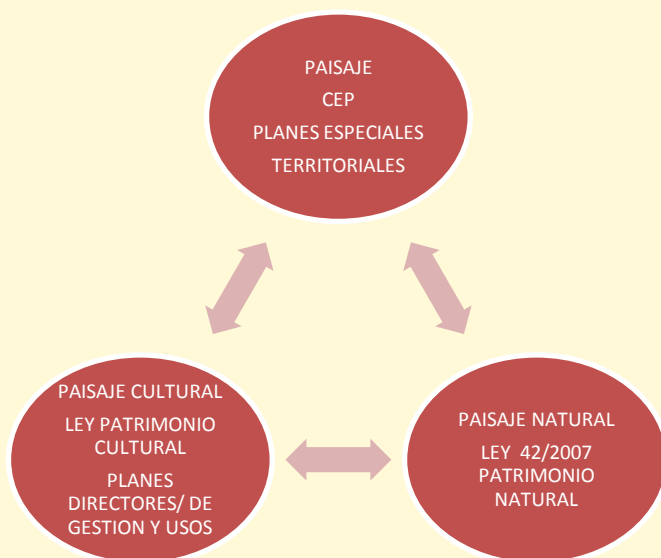 PAISAJE
CEP
PLANES ESPECIALES
TERRITORIALES
PAISAJE CULTURAL
LEY PATRIMONIO
CULTURAL
PLANES
DIRECTORES/ DE
GESTION Y USOS
PAISAJE NATURAL
LEY 42/2007
PATRIMONIO
NATURAL